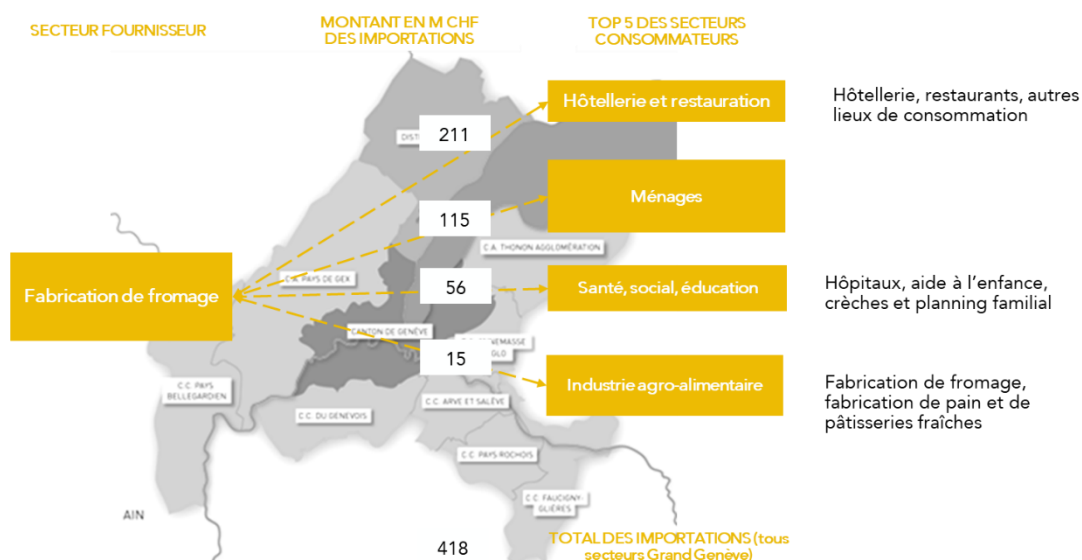 SECTEUR FOURNISSEUR
MONTANT EN M CHF
DES IMPORTATIONS
TOP 5 DES SECTEURS
CONSOMMATEURS
Hôtellerie et restauration
Hôtellerie, restaurants, autres
lieux de consommation
211
DIST
Ménages
115
C.A. THONON AGGLOMÉRATION
Fabrication de fromage
C.A. PAYS DE GEX
56
Santé, social, éducation
Hôpitaux, aide à l'enfance,
crèches et planning familial
CANTON DE GENÈVE
NEMASSE
GLO
15
Industrie agro-alimentaire
Fabrication de fromage,
fabrication de pain et de
pâtisseries fraîches
C.C. PAYS
BELLEGARDIEN
C.C. DU GENEVOIS
C.C. ARVE ET SALÈVE
C.C. PAYS ROCHOIS
C.C. FAUCIGNY-
GLIÈRES
AIN
418
TOTAL DES IMPORTATIONS (tous
secteurs Grand Genève)